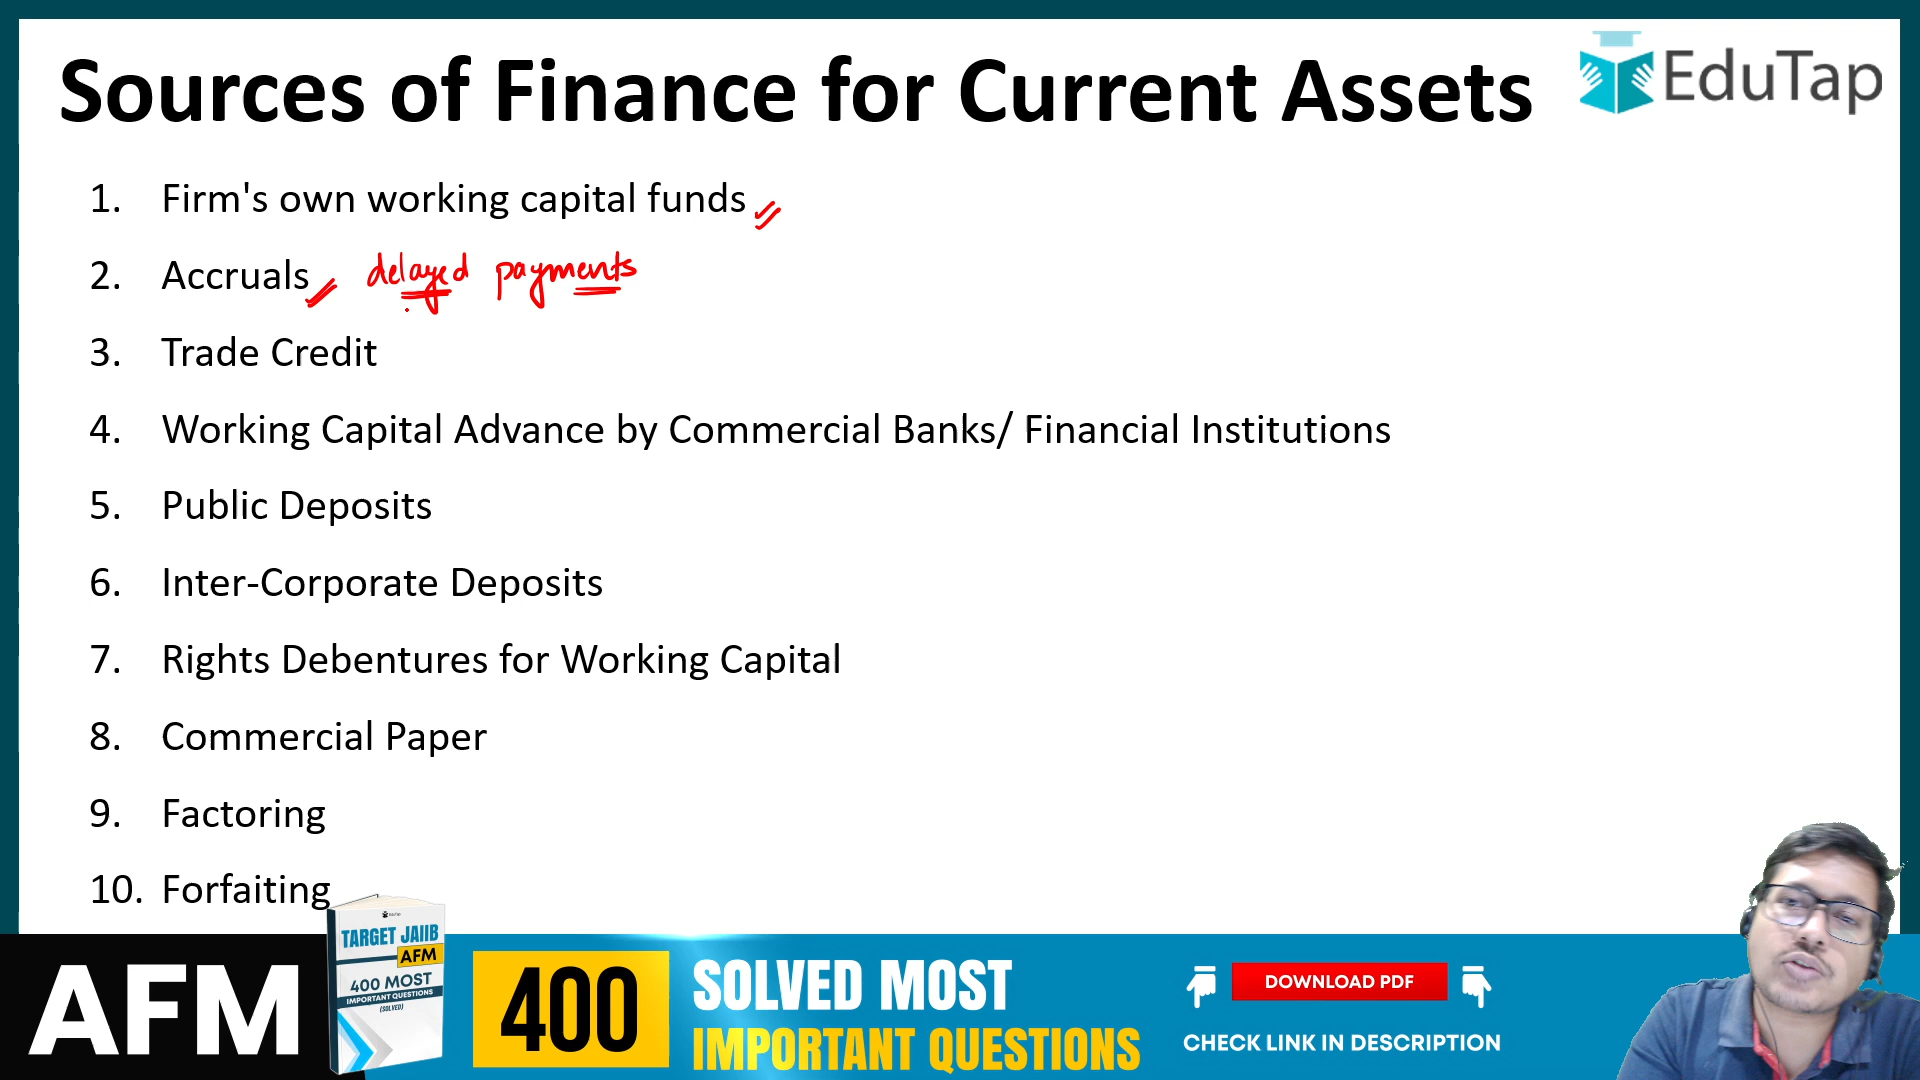 Sources of Finance for Current Assets
EduTap
1. Firm's own working capital funds
2. Accruals delayed payments
3. Trade Credit
4. Working Capital Advance by Commercial Banks/ Financial Institutions
5. Public Deposits
6. Inter-Corporate Deposits
7. Rights Debentures for Working Capital
8. Commercial Paper
9. Factoring
10. Forfaiting
AFM
EduTap
TARGET JAIIB
AFM
400 MOST
IMPORTANT QUESTIONS
(SOLVED)
400
SOLVED MOST
IMPORTANT QUESTIONS
DOWNLOAD PDF
CHECK LINK IN DESCRIPTION